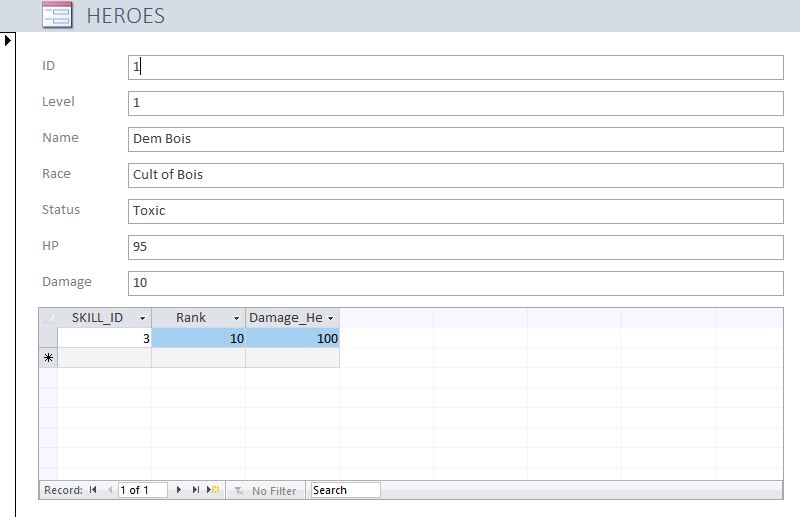 HEROES
ID 1
Level 1
Name Dem Bois
Race Cult of Bois
Status Toxic
HP 95
Damage 10
SKILL_ID Rank Damage_He
3 10 100
Record: 1 of 1 No Filter Search